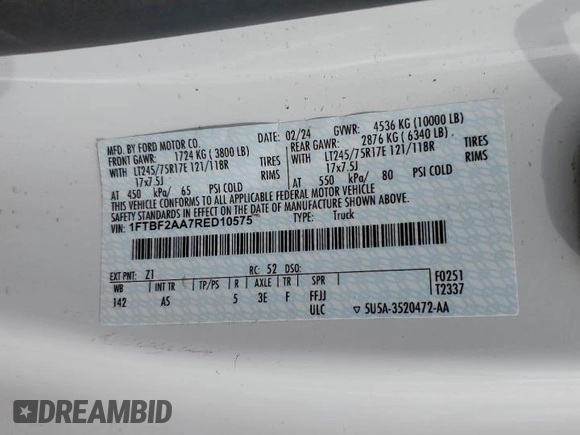 MFD. BY FORD MOTOR CO.
DATE: 02/24 GVWR: 4536 KG (10000 LB)
FRONT GAWR: 1724 KG (3800 LB) REAR GAWR: 2876 KG (6340 LB)
WITH LT245/75R17E 121/118R TIRES WITH LT245/75R17E 121/118R TIRES
17x7.5J RIMS 17x7.5J RIMS
AT 450 kPa/ 65 PSI COLD AT 550 kPa/ 80 PSI COLD
THIS VEHICLE CONFORMS TO ALL APPLICABLE FEDERAL MOTOR VEHICLE
SAFETY STANDARDS IN EFFECT ON THE DATE OF MANUFACTURE SHOWN ABOVE.
VIN: 1FTBF2AA7RED10575 TYPE: Truck
EXT PNT: Z1 RC: 52 DSO: F0251
WB INT TR TP/PS R AXLE TR SPR T2337
142 AS 5 3E F FFJJ
ULC ▽ 5U5A-3520472-AA
DREAMBID